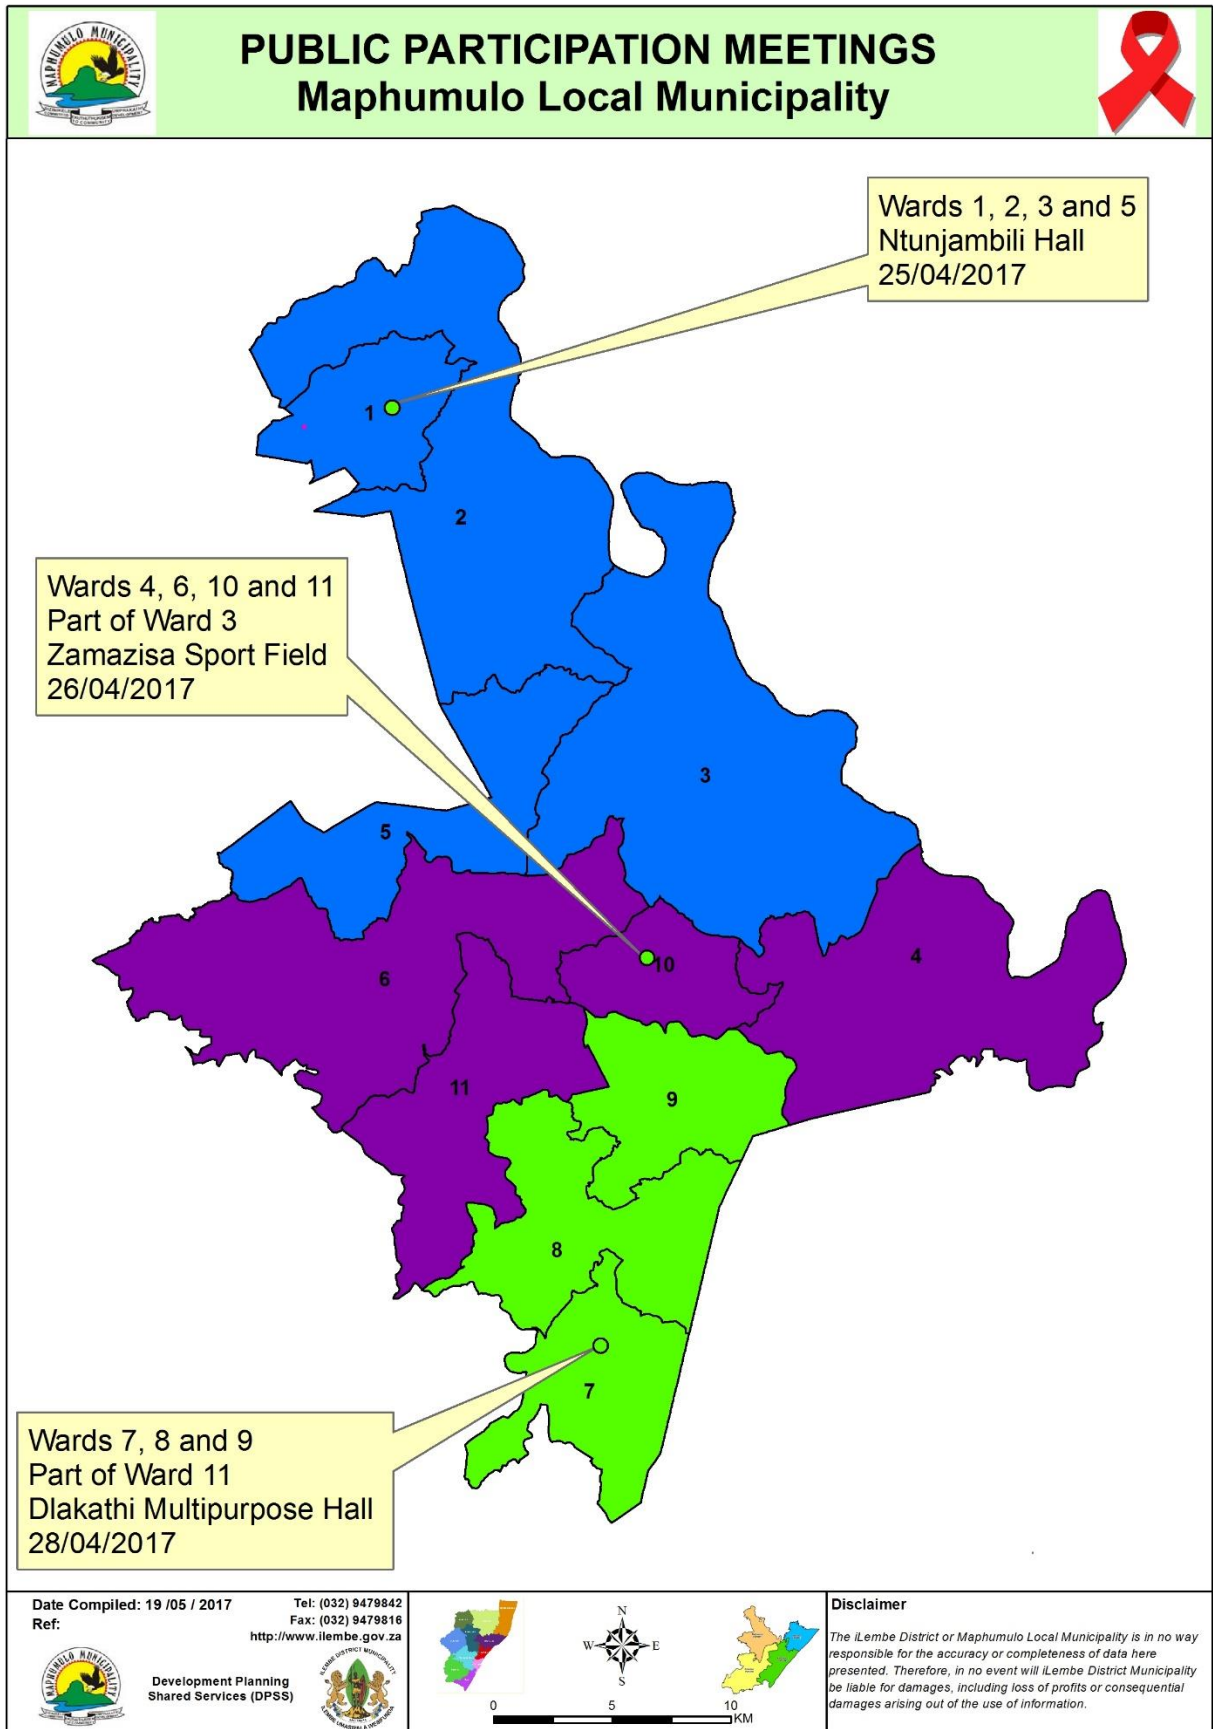 PUBLIC PARTICIPATION MEETINGS
Maphumulo Local Municipality
MAPHUMULO MUNICIPALITY
Wards 1, 2, 3 and 5
Ntunjambili Hall
25/04/2017
1
2
Wards 4, 6, 10 and 11
Part of Ward 3
Zamazisa Sport Field
26/04/2017
3
5
4
10
6
11
9
8
7
Wards 7, 8 and 9
Part of Ward 11
Dlakathi Multipurpose Hall
28/04/2017
Date Compiled: 19 /05 / 2017
Ref:
Tel: (032) 9479842
Fax: (032) 9479816
http://www.ilembe.gov.za
MAPHUMULO MUNICIPALITY
Development Planning
Shared Services (DPSS)
ILEMBE DISTRICT MUNICIPALITY
N
W
E
S
0
5
10
KM
Disclaimer
The iLembe District or Maphumulo Local Municipality is in no way
responsible for the accuracy or completeness of data here
presented. Therefore, in no event will iLembe District Municipality
be liable for damages, including loss of profits or consequential
damages arising out of the use of information.